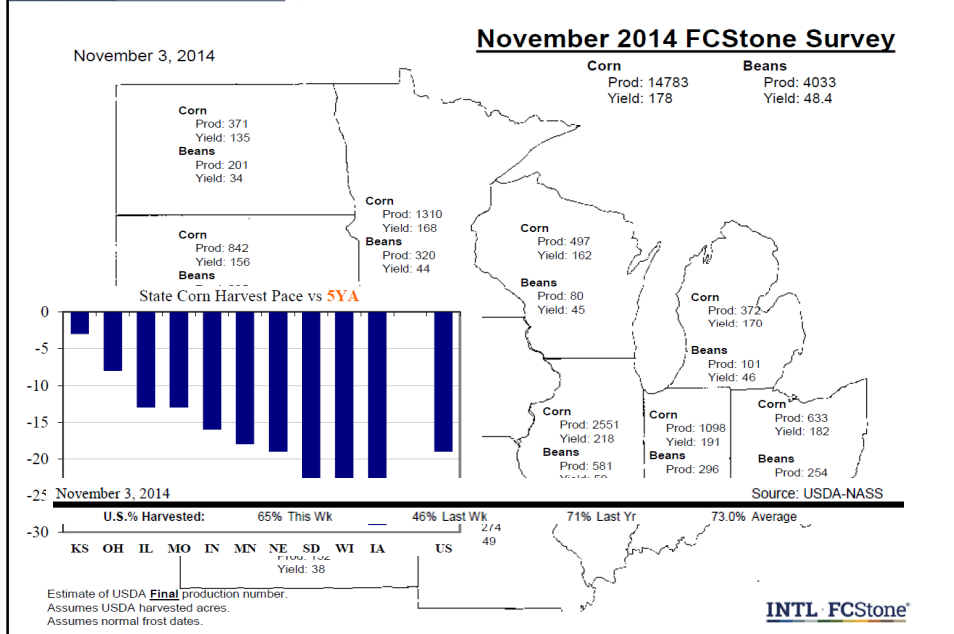 November 3, 2014
November 2014 FCStone Survey
Corn
Prod: 14783
Yield: 178
Beans
Prod: 4033
Yield: 48.4
Corn
Prod: 371
Yield: 135
Beans
Prod: 201
Yield: 34
Corn
Prod: 1310
Yield: 168
Beans
Prod: 320
Yield: 44
Corn
Prod: 842
Yield: 156
Beans
Corn
Prod: 497
Yield: 162
Beans
Prod: 80
Yield: 45
Corn
Prod: 372
Yield: 170
Beans
Prod: 101
Yield: 46
State Corn Harvest Pace vs 5YA
0
-5
-10
-15
-20
-25
-30
Corn
Prod: 2551
Yield: 218
Beans
Prod: 581
Corn
Prod: 1098
Yield: 191
Beans
Prod: 296
Corn
Prod: 633
Yield: 182
Beans
Prod: 254
November 3, 2014
Source: USDA-NASS
U.S.% Harvested: 65% This Wk 46% Last Wk 71% Last Yr 73.0% Average
274
49
KS OH IL MO IN MN NE SD WI IA US
Yield: 38
Estimate of USDA Final production number.
Assumes USDA harvested acres.
Assumes normal frost dates.
INTL FCStone®